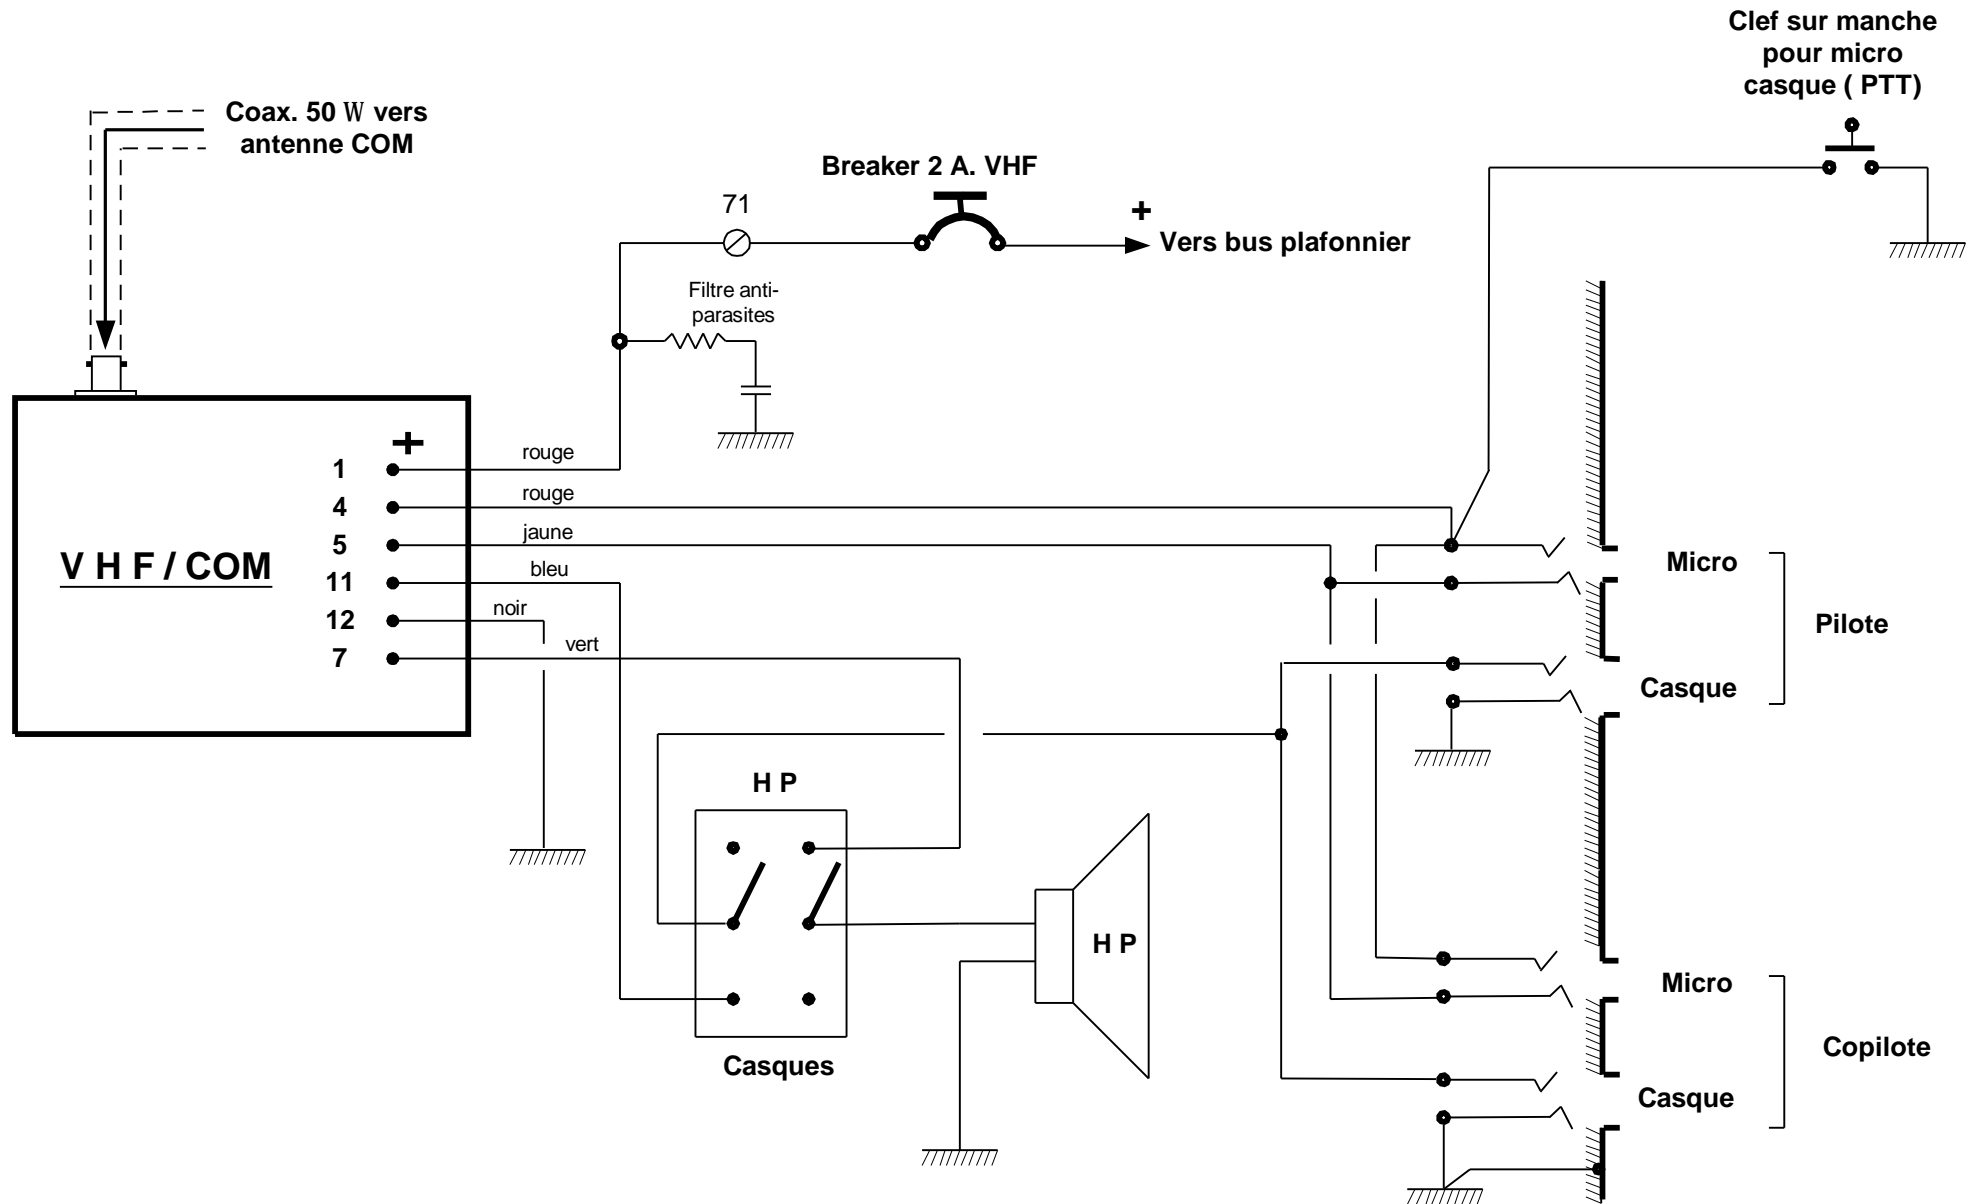 Clef sur manche
pour micro
casque ( PTT)
Coax. 50 W vers
antenne COM
Breaker 2 A. VHF
71
+
Vers bus plafonnier
Filtre anti-
parasites
+
1
rouge
4
rouge
5
jaune
V H F / COM
11
bleu
12
noir
7
vert
Micro
Pilote
Casque
H P
H P
Casques
Micro
Copilote
Casque